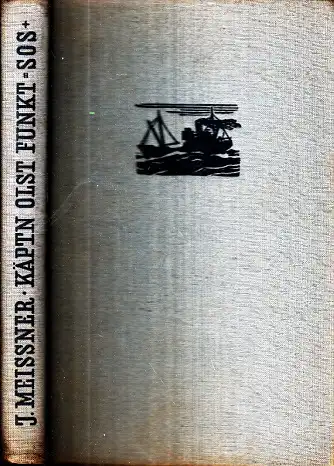 J. MEISSNER · KÄPTN OLST FUNKT = SOS +